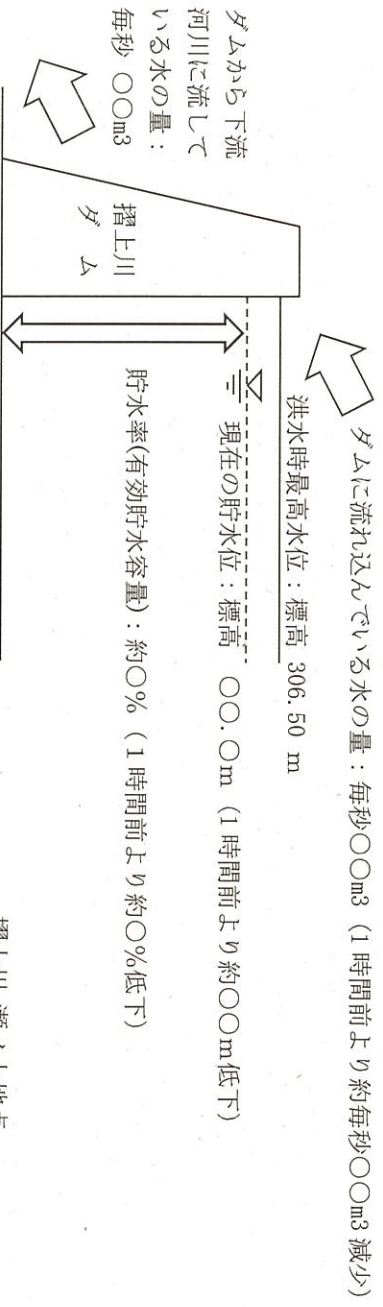 ダムに流れ込んでいる水の量：毎秒○○m3（1時間前より約毎秒○○m3減少）
洪水時最高水位：標高 306.50 m
現在の貯水位：標高　○○.○m（1時間前より約○○m低下）
貯水率(有効貯水容量)：約○%（1時間前より約○%低下）
摺上川
ダム
ダムから下流
河川に流して
いる水の量：
毎秒 ○○m3